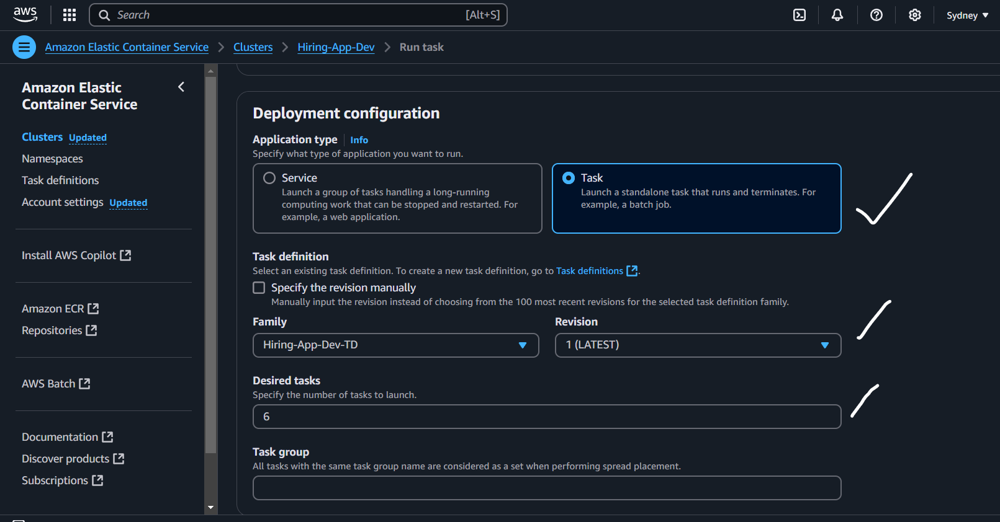 aws
Search [Alt+S]
Sydney
Amazon Elastic Container Service
Clusters
Hiring-App-Dev
Run task
Amazon Elastic
Container Service
Clusters Updated
Namespaces
Task definitions
Account settings Updated
Install AWS Copilot
Amazon ECR
Repositories
AWS Batch
Documentation
Discover products
Subscriptions
Deployment configuration
Application type Info
Specify what type of application you want to run.
Service
Launch a group of tasks handling a long-running
computing work that can be stopped and restarted. For
example, a web application.
Task
Launch a standalone task that runs and terminates. For
example, a batch job.
Task definition
Select an existing task definition. To create a new task definition, go to Task definitions.
Specify the revision manually
Manually input the revision instead of choosing from the 100 most recent revisions for the selected task definition family.
Family
Hiring-App-Dev-TD
Revision
1 (LATEST)
Desired tasks
Specify the number of tasks to launch.
6
Task group
All tasks with the same task group name are considered as a set when performing spread placement.